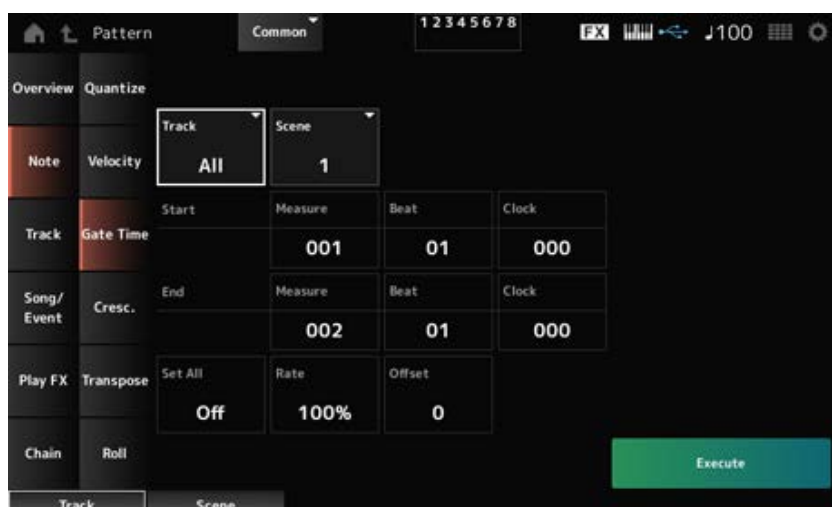 Pattern Common 12345678 FX ♩100
Overview Quantize
Track Scene
Note Velocity All 1
Start Measure Beat Clock
Track Gate Time 001 01 000
Song/
Event Cresc. End Measure Beat Clock
002 01 000
Play FX Transpose Set All Rate Offset
Off 100% 0
Chain Roll Execute
Track Scene